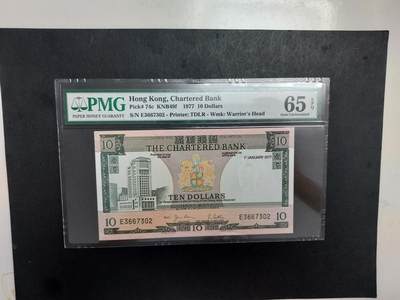 PMG
PAPER MONEY GUARANTY
Hong Kong, Chartered Bank
Pick# 74c KNB49f 1977 10 Dollars
S/N E3667302 - Printer: TDLR - Wmk: Warrior's Head
65 EPQ
Gem Uncirculated
10
THE CHARTERED BANK
10
1ST JANUARY 1977
TEN DOLLARS
E3667302
10
10
E3667302
10